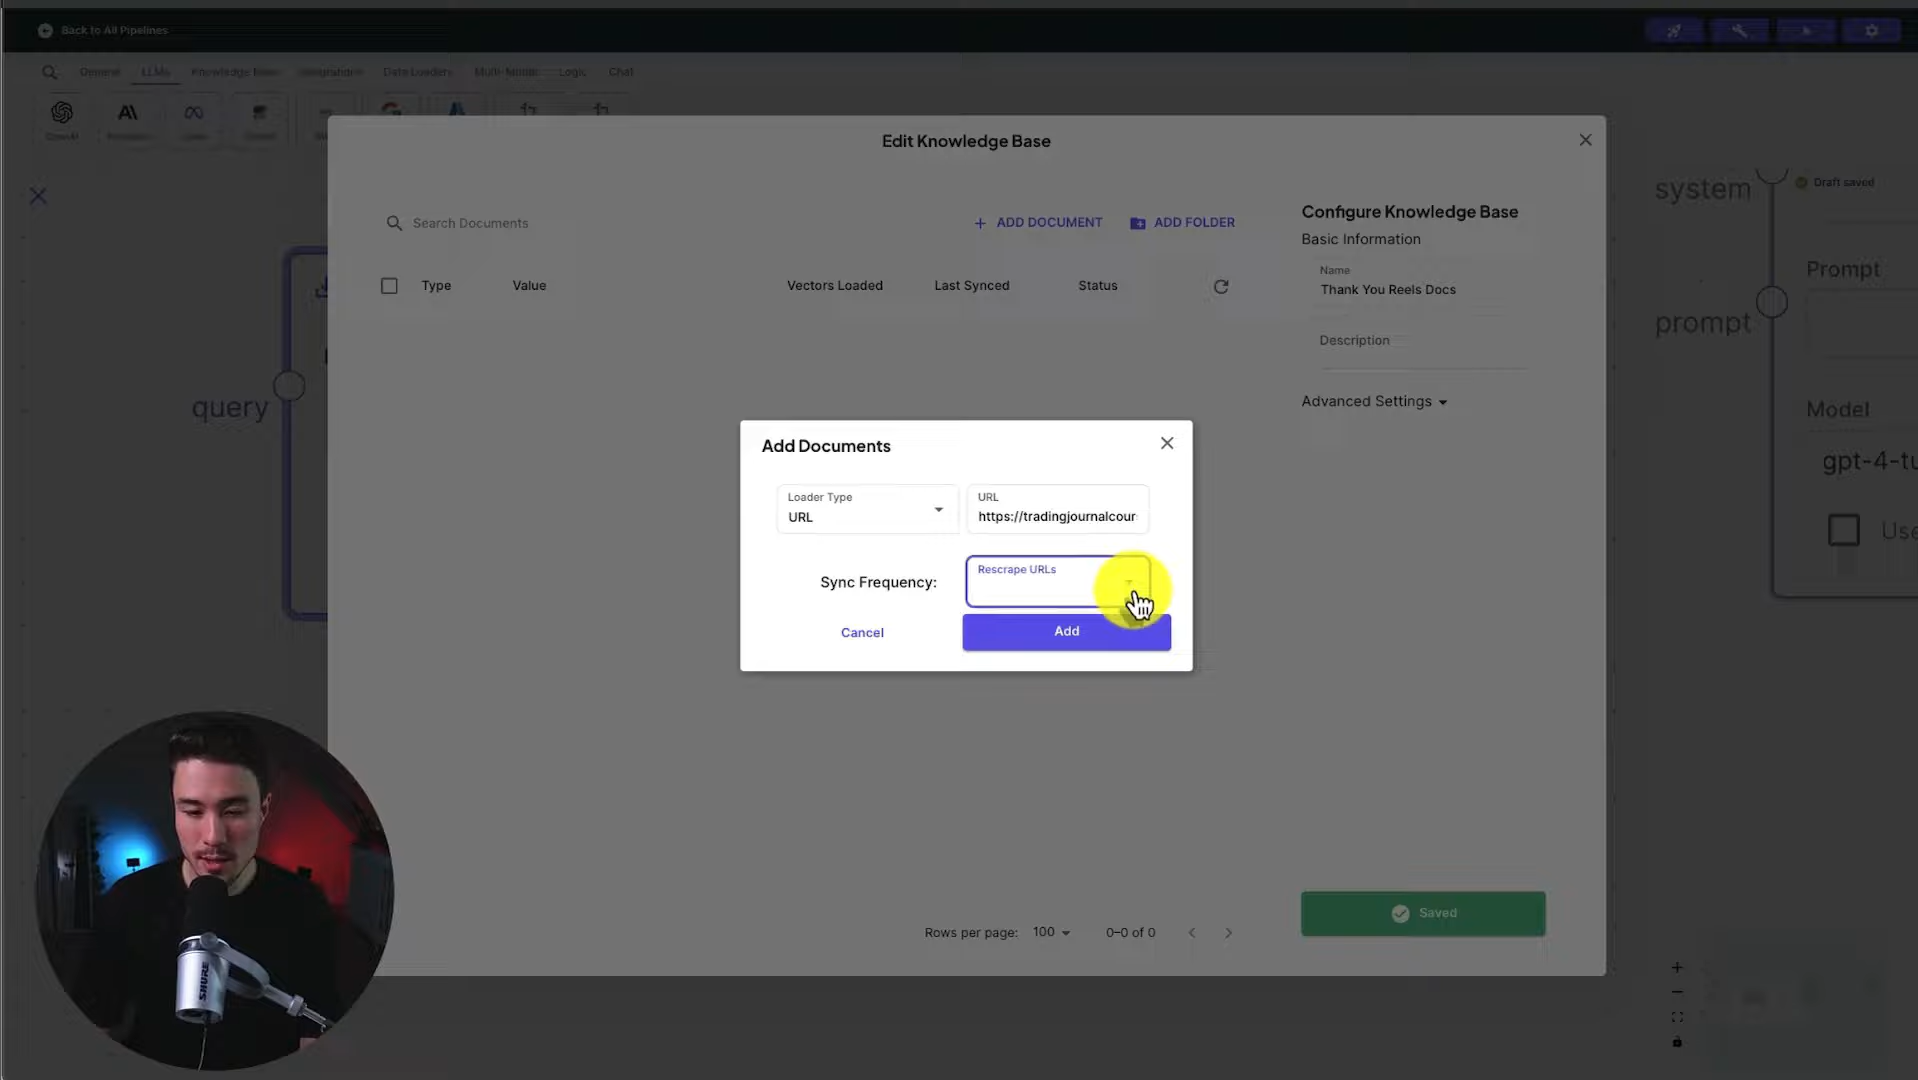 Back to All Pipelines
General LLMs Knowledge Base Integrations Data Loaders Multi-Modal Logic Chat
OpenAI
Edit Knowledge Base
Search Documents
ADD DOCUMENT
ADD FOLDER
Type Value Vectors Loaded Last Synced Status
Configure Knowledge Base
Basic Information
Name
Thank You Reels Docs
Description
Advanced Settings
Add Documents
Loader Type
URL
URL
https://tradingjournalcour
Sync Frequency:
Rescrape URLs
Cancel
Add
Rows per page: 100
0–0 of 0
Saved
query
system
Draft saved
prompt
Prompt
Model
gpt-4-tu
Use
SHURE